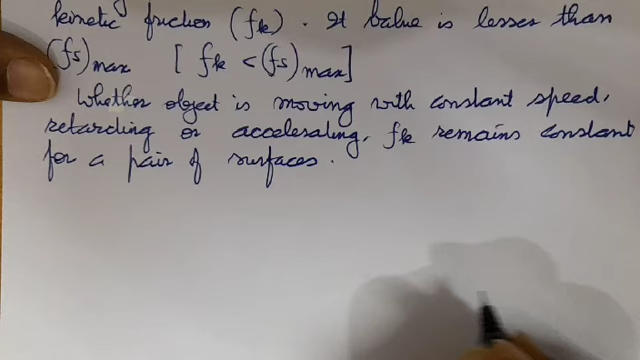 kinetic friction (fk). It value is lesser than
(fs)max [fk <(fs)max]
Whether object is moving with constant speed,
retarding or accelerating, fk remains constant
for a pair of surfaces.